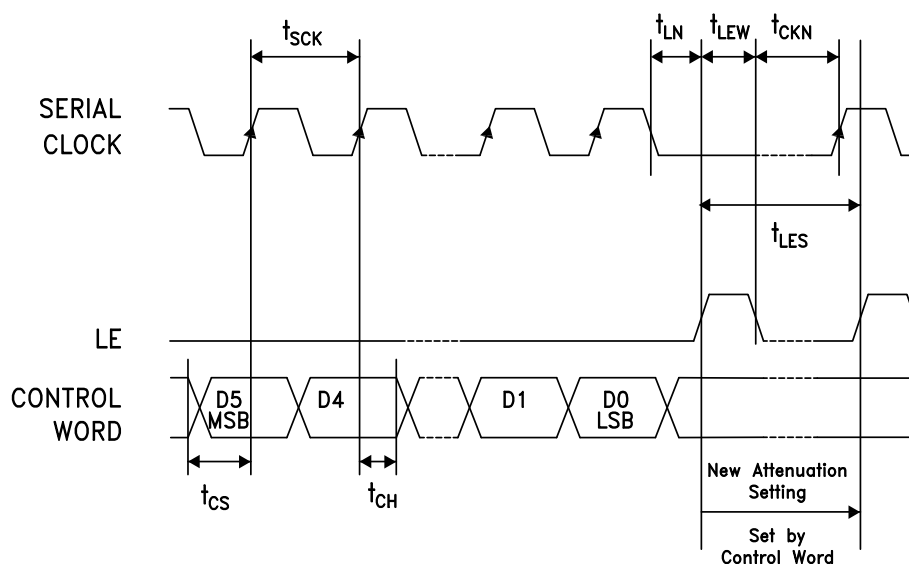 tLN tLEW tCKN
tSCK
SERIAL
CLOCK
tLES
LE
CONTROL
WORD
D5
MSB
D4
D1
D0
LSB
tCS
tCH
New Attenuation
Setting
Set by
Control Word